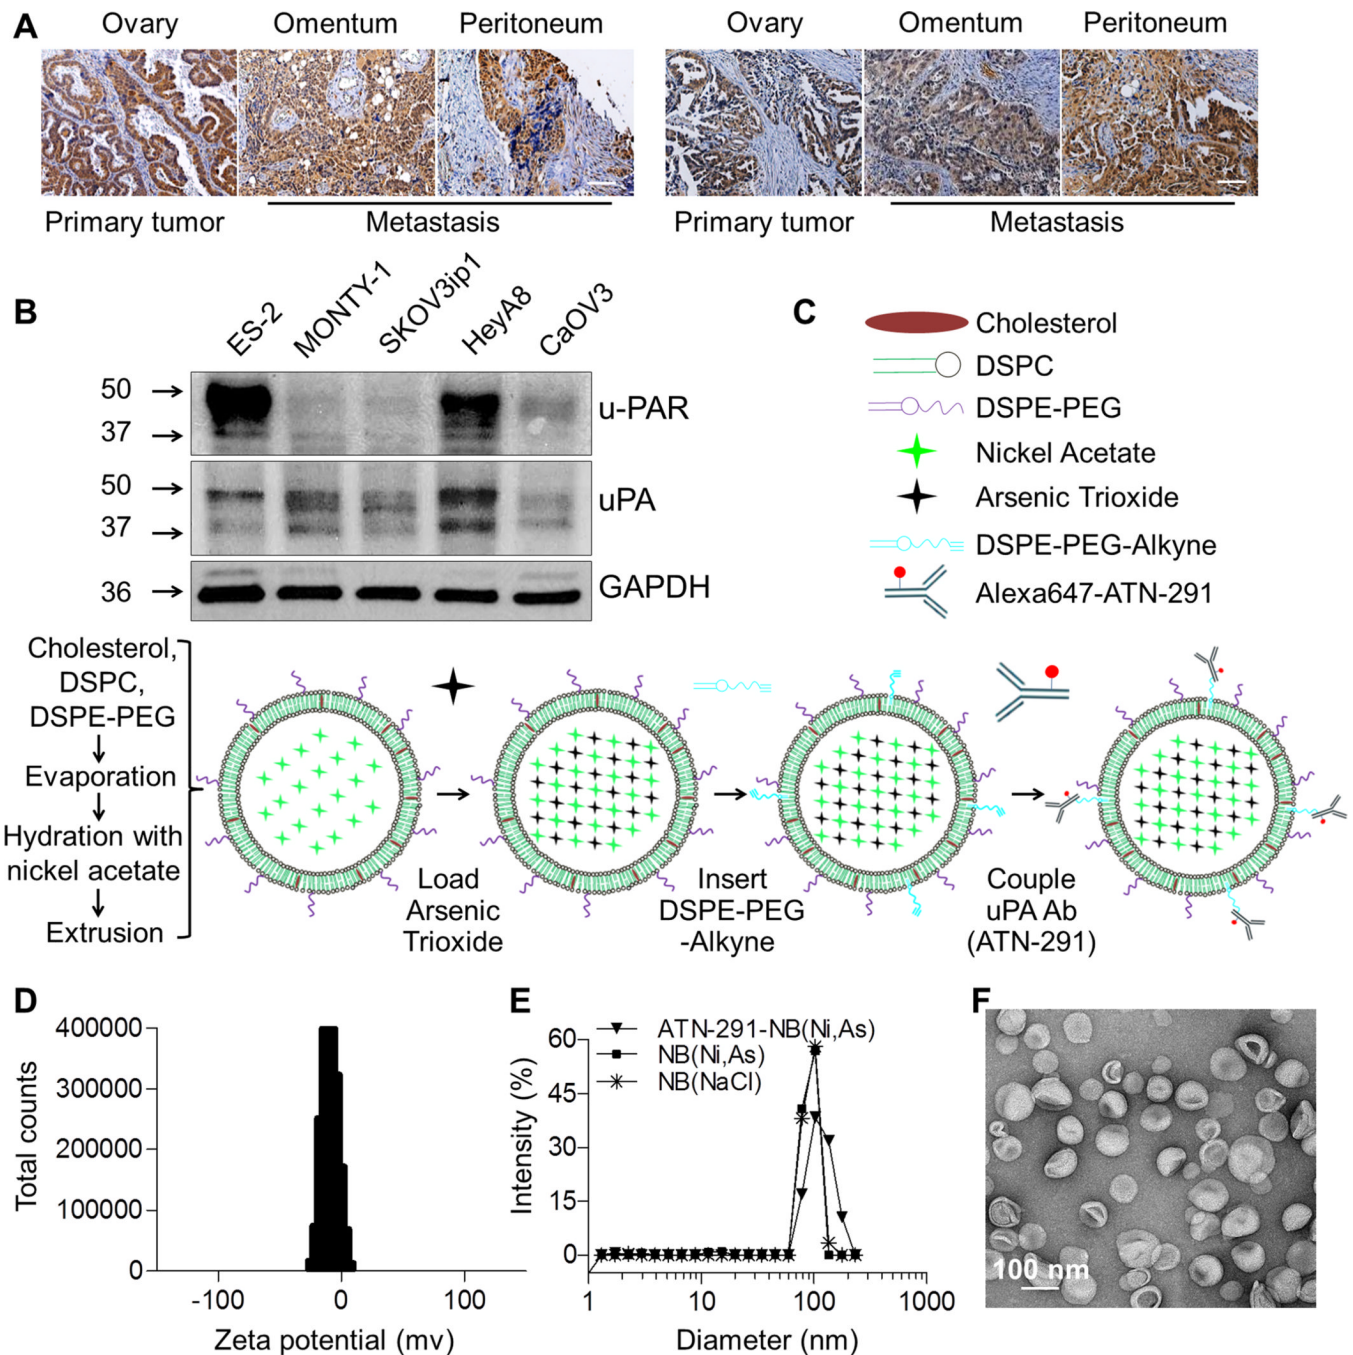 A
Ovary Omentum Peritoneum
Ovary Omentum Peritoneum
Primary tumor
Metastasis
Primary tumor
Metastasis
B
ES-2 MONTY-1 SKOV3ip1 HeyA8 CaOV3
50
37
u-PAR
50
37
uPA
36
GAPDH
C
Cholesterol
DSPC
DSPE-PEG
Nickel Acetate
Arsenic Trioxide
DSPE-PEG-Alkyne
Alexa647-ATN-291
Cholesterol,
DSPC,
DSPE-PEG
Evaporation
Hydration with
nickel acetate
Extrusion
Load
Arsenic
Trioxide
Insert
DSPE-PEG
-Alkyne
Couple
uPA Ab
(ATN-291)
D
Total counts
400000
300000
200000
100000
0
-100 0 100
Zeta potential (mv)
E
ATN-291-NB(Ni,As)
NB(Ni,As)
NB(NaCl)
Intensity (%)
60
45
30
15
0
1 10 100 1000
Diameter (nm)
F
100 nm